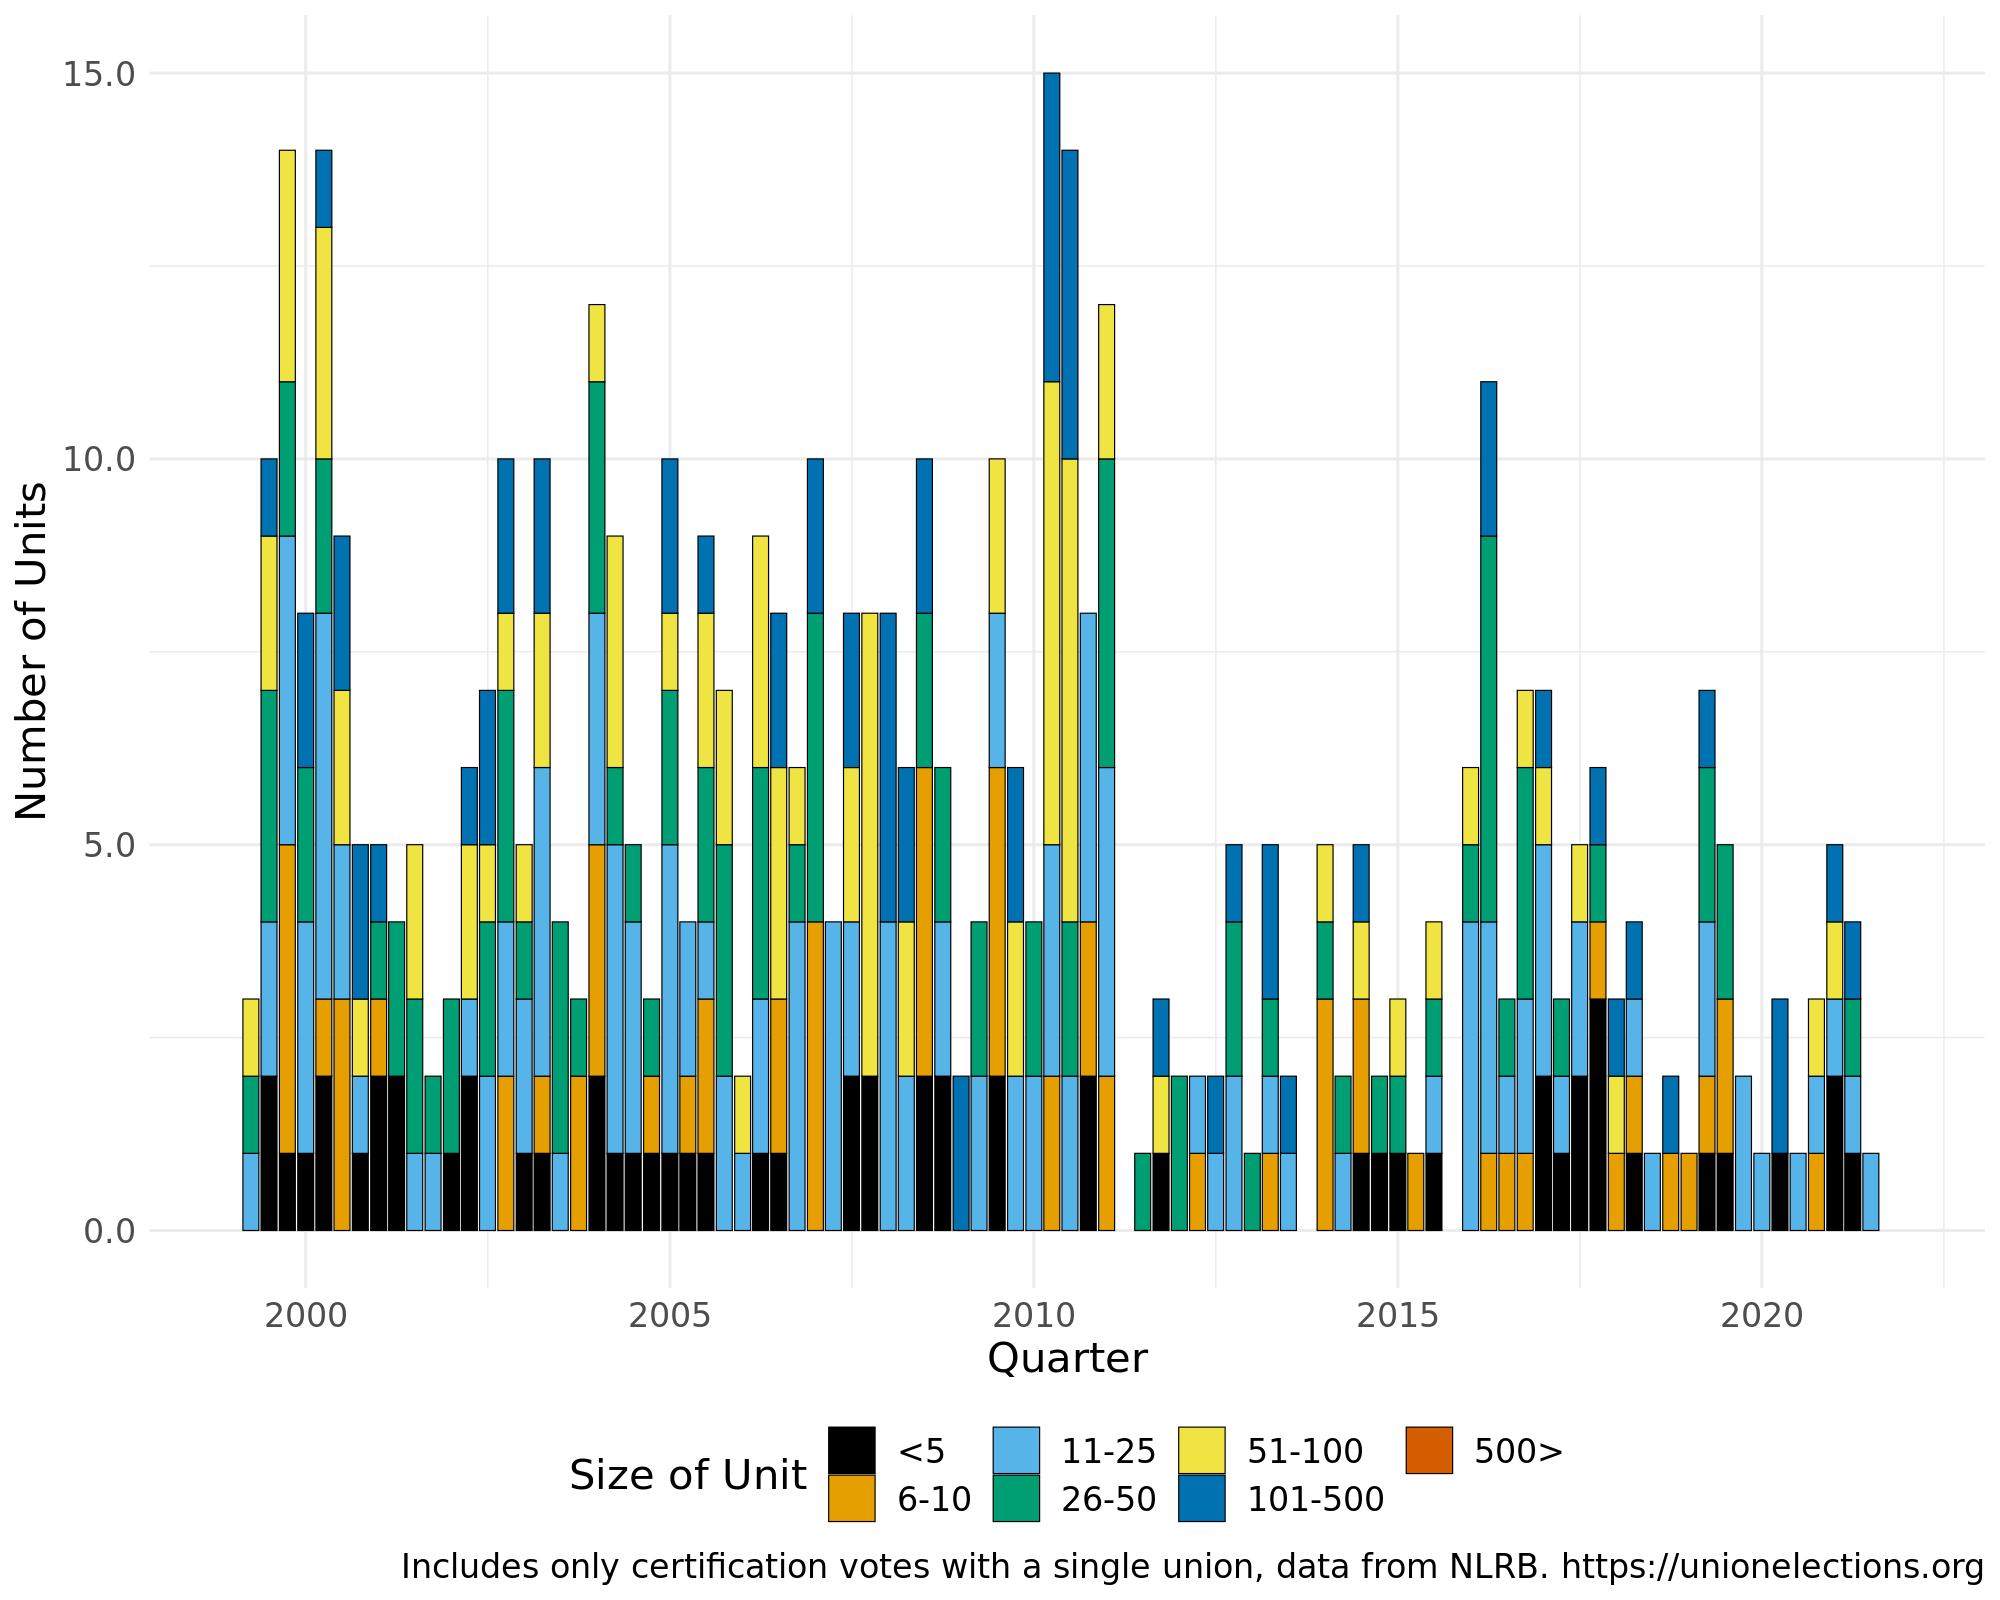 15.0
10.0
5.0
0.0
Number of Units
2000 2005 2010 2015 2020
Quarter
Size of Unit
<5 11-25 51-100 500>
6-10 26-50 101-500
Includes only certification votes with a single union, data from NLRB. https://unionelections.org